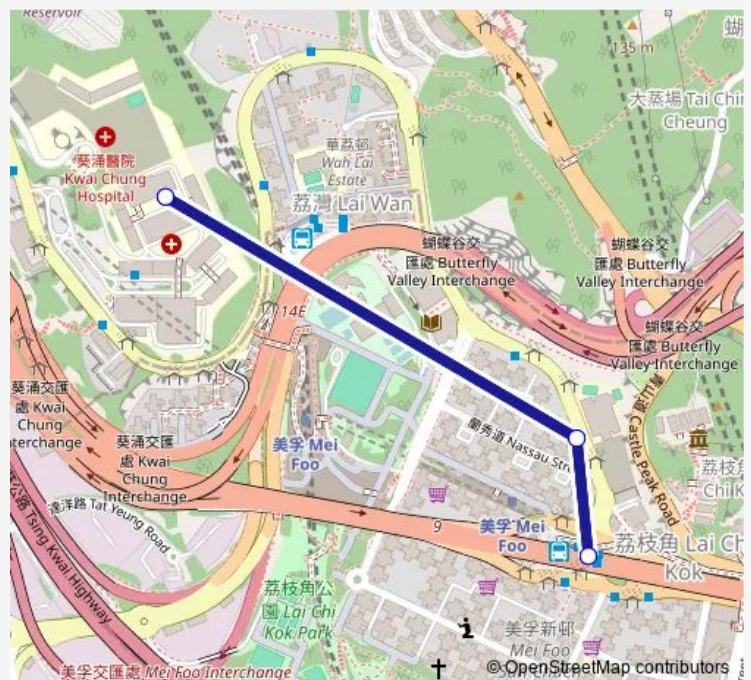 Reservoir
135 m
大蒸場 Tai Chin
Cheung
葵涌醫院
Kwai Chung
Hospital
華荔邨
Wah Lai
Estate
荔灣 Lai Wan
蝴蝶谷交
匯處 Butterfly
Valley Interchange
蝴蝶谷交
匯處 Butterfly
Valley Interchange
蝴蝶谷交
匯處 Butterfly
Valley Interchange
14E
葵涌交匯
處 Kwai
Chung
Interchange
葵涌交匯
處 Kwai
Chung
Interchange
美孚 Mei
Foo
蘭秀道 Nassau Stre
青山道 Castle Peak Road
荔枝角
Chi K
達洋路 Tat Yeung Road
公路 Tsing Kwai Highway
9
美孚 Mei
Foo
荔枝角 Lai Ch
Kok
荔枝角公
園 Lai Chi
Kok Park
美孚新邨
Mei Foo
美孚交匯處 Mei Foo Interchange
© OpenStreetMap contributors